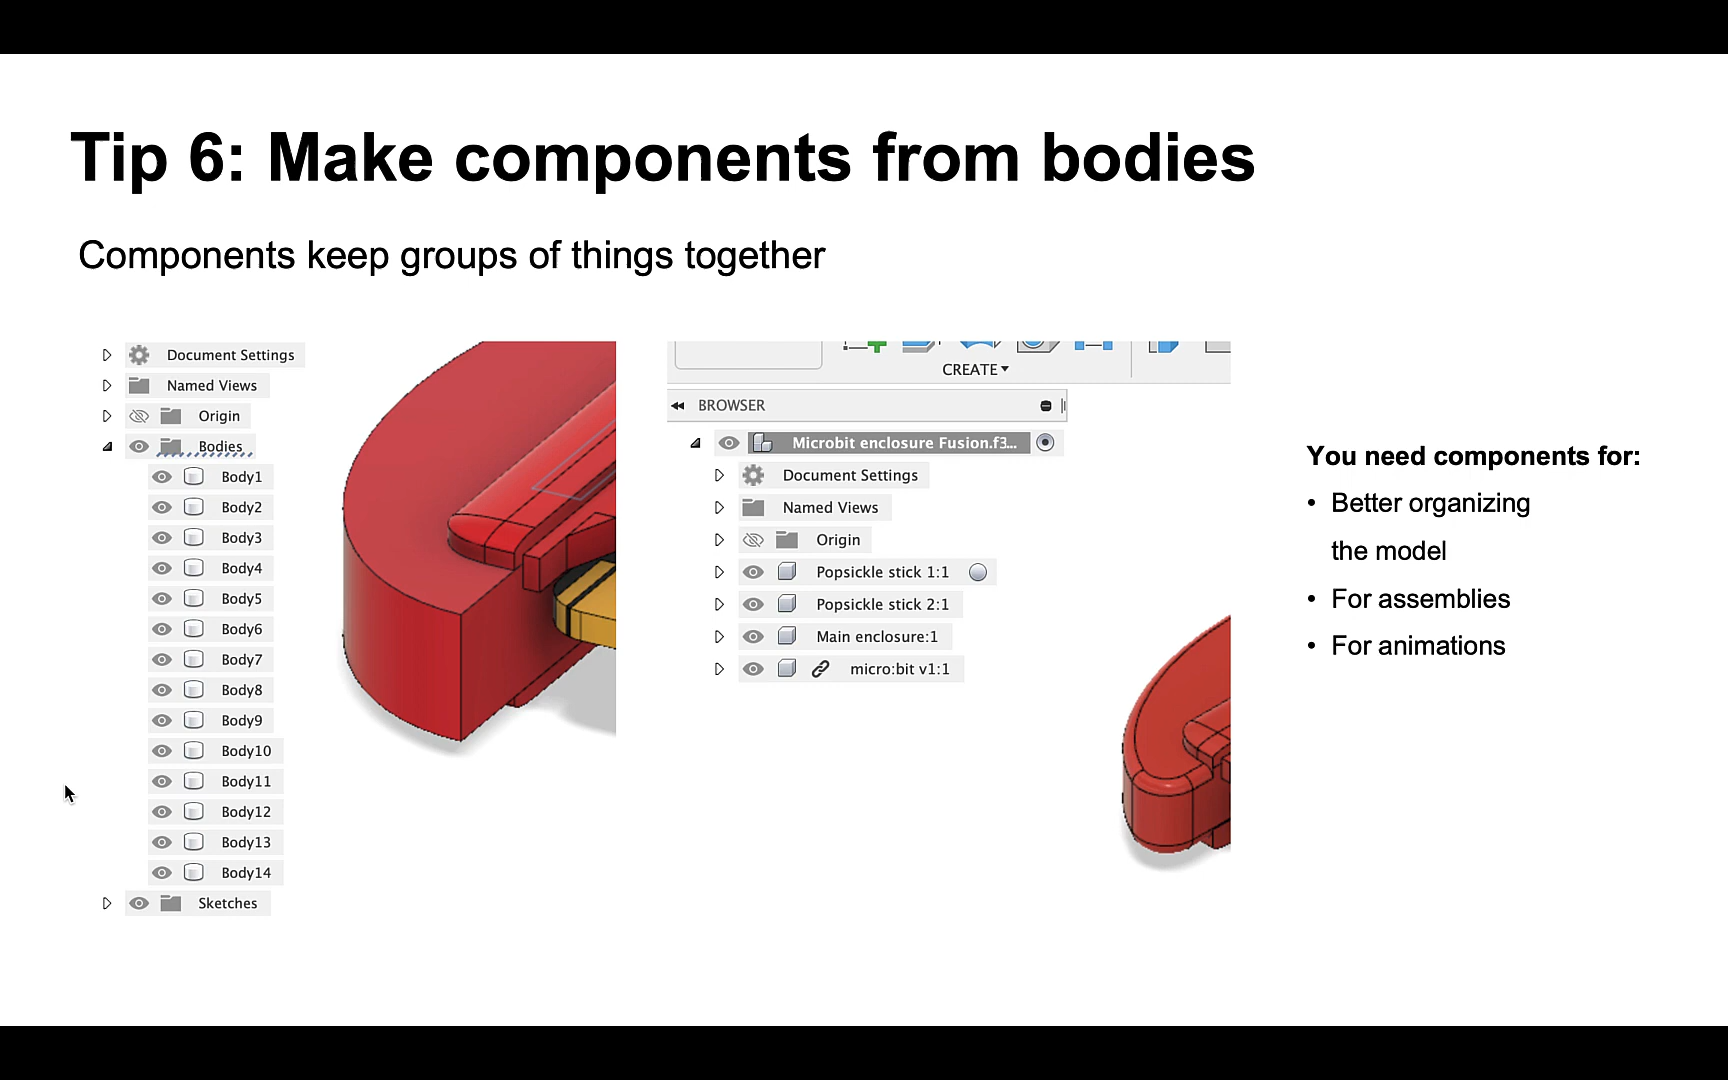 Tip 6: Make components from bodies
Components keep groups of things together
Document Settings
Named Views
Origin
Bodies
Body1
Body2
Body3
Body4
Body5
Body6
Body7
Body8
Body9
Body10
Body11
Body12
Body13
Body14
Sketches
CREATE
BROWSER
Microbit enclosure Fusion.f3...
Document Settings
Named Views
Origin
Popsickle stick 1:1
Popsickle stick 2:1
Main enclosure:1
micro:bit v1:1
You need components for:
• Better organizing
the model
• For assemblies
• For animations